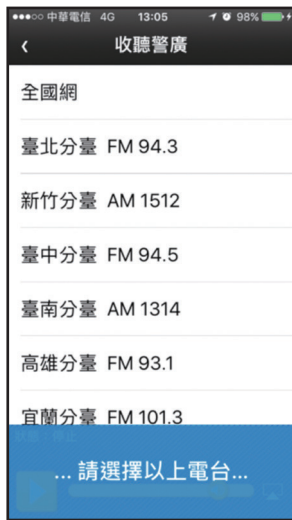 中華電信 4G 13:05 98%
收聽警廣
全國網
臺北分臺 FM 94.3
新竹分臺 AM 1512
臺中分臺 FM 94.5
臺南分臺 AM 1314
高雄分臺 FM 93.1
宜蘭分臺 FM 101.3
... 請選擇以上電台...